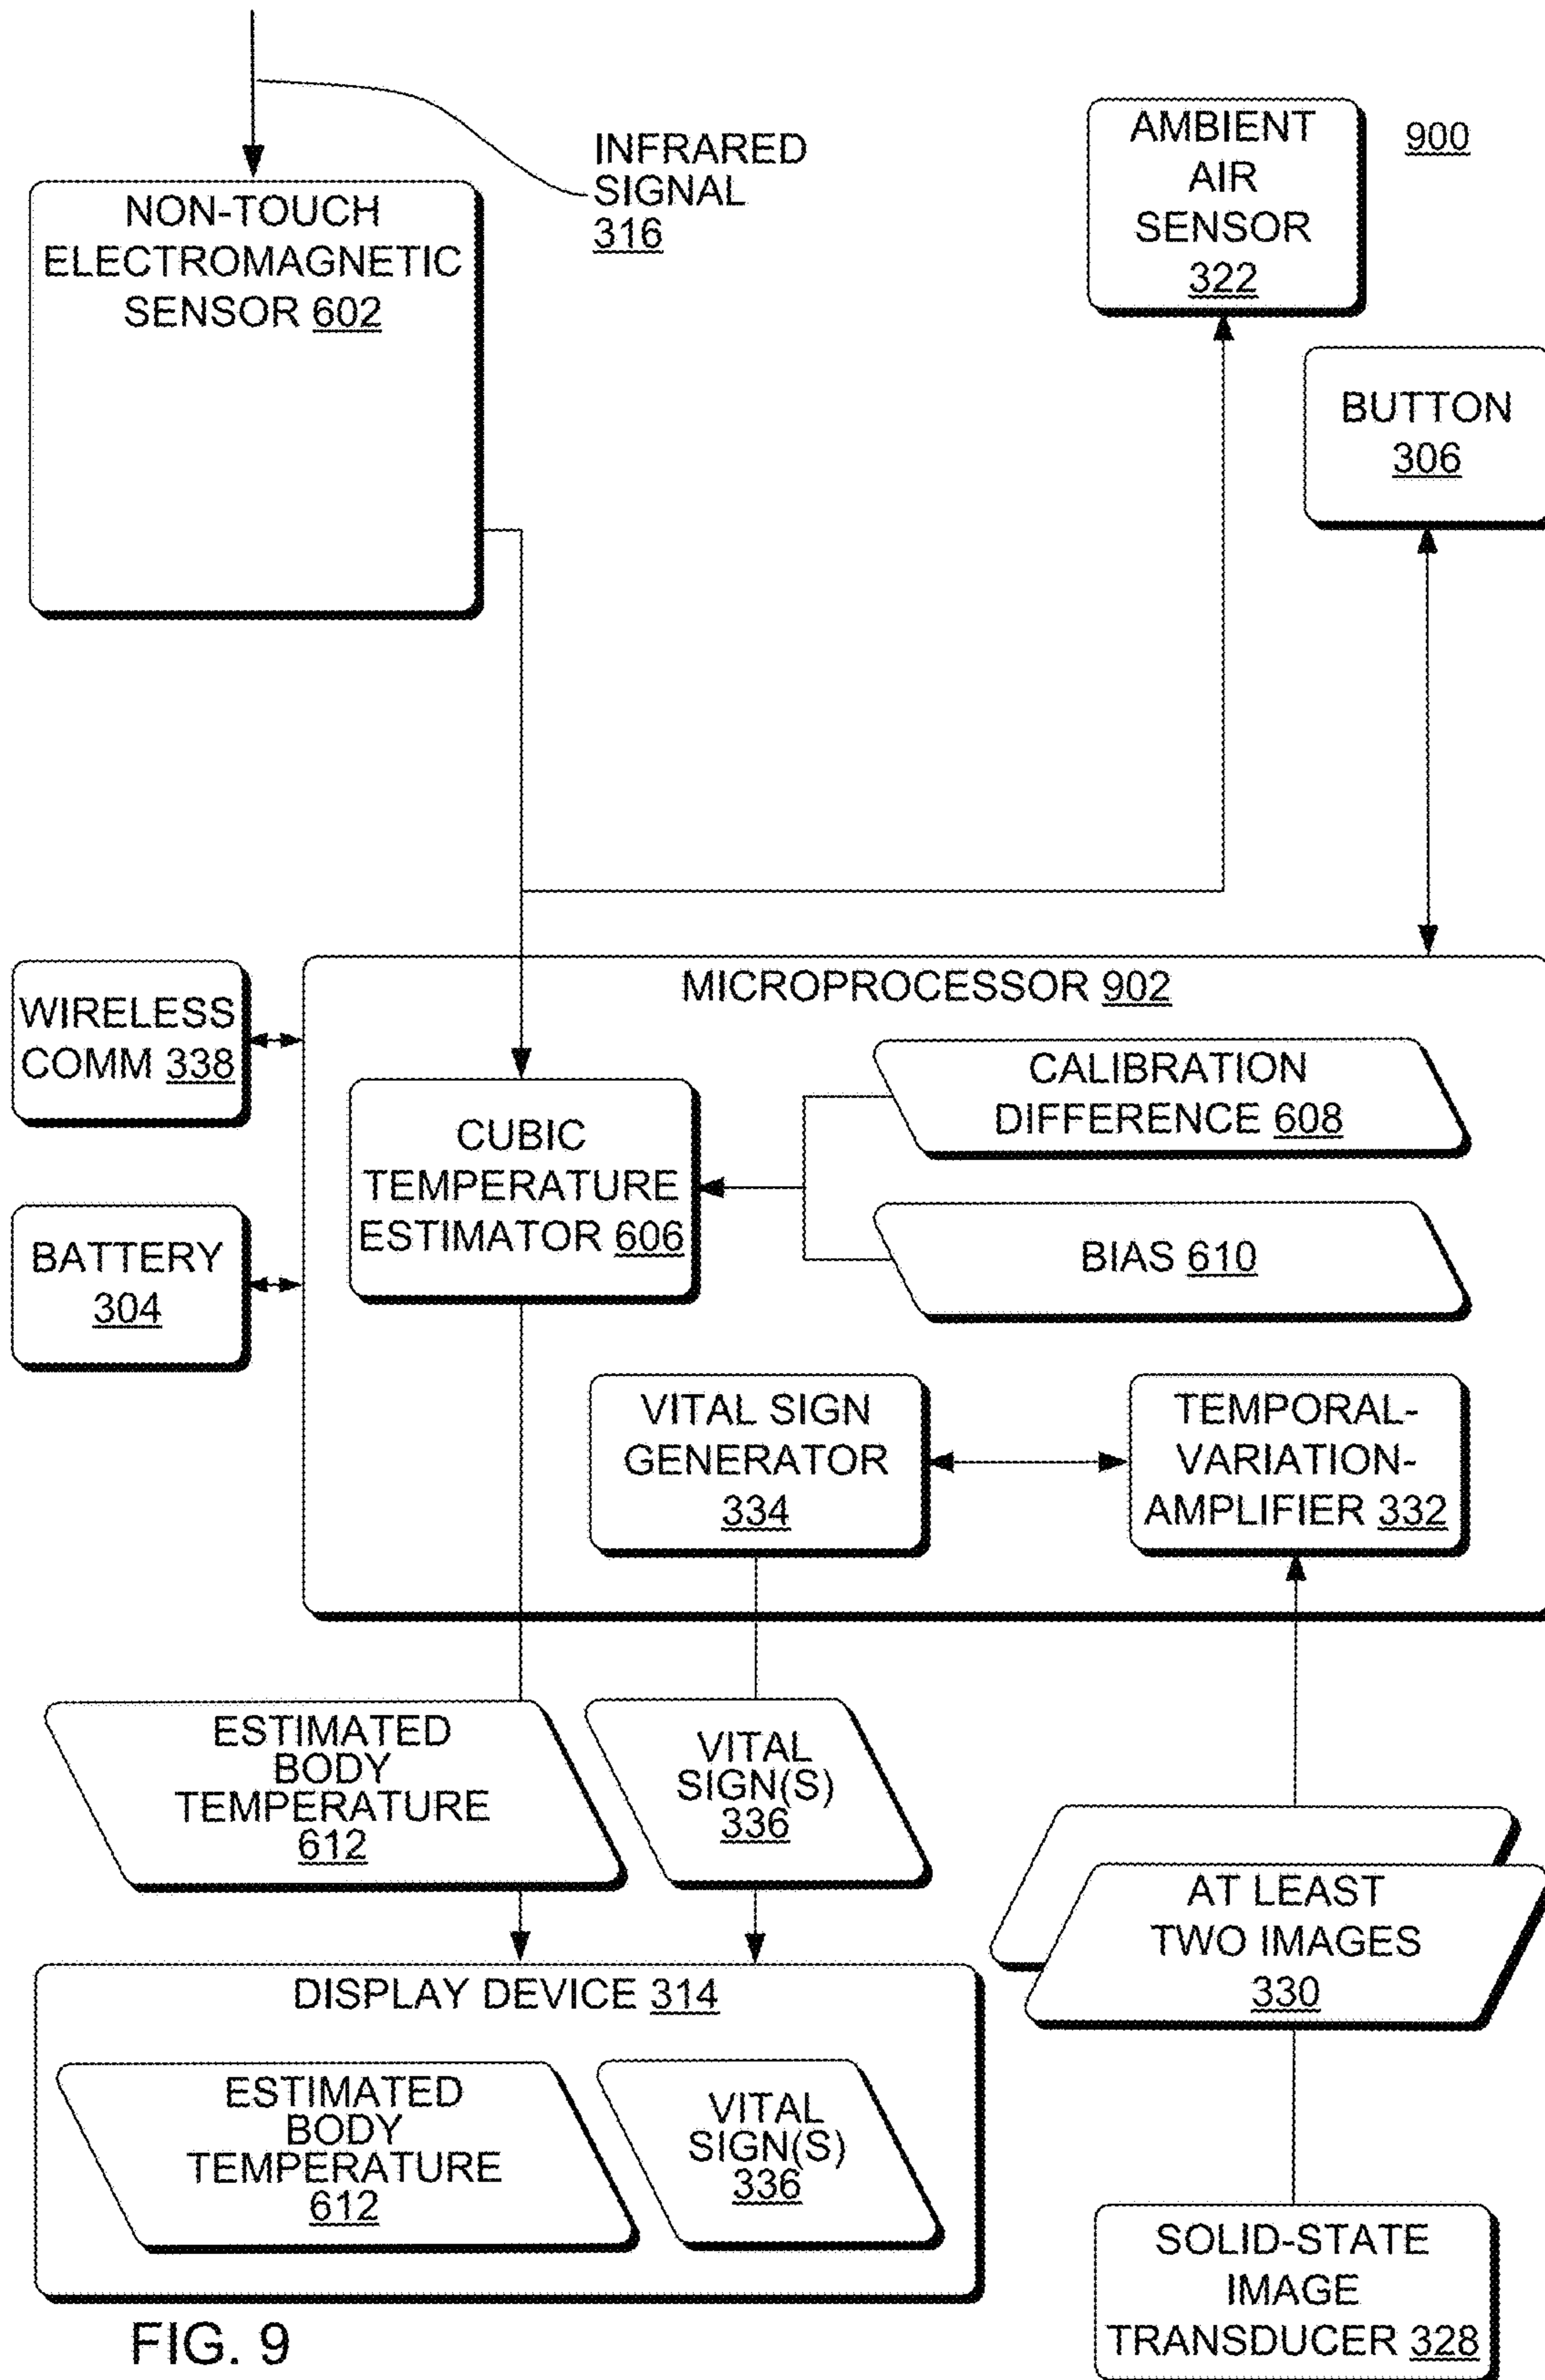 INFRARED
SIGNAL
316
AMBIENT
AIR
SENSOR
322
900
NON-TOUCH
ELECTROMAGNETIC
SENSOR 602
BUTTON
306
MICROPROCESSOR 902
WIRELESS
COMM 338
CALIBRATION
DIFFERENCE 608
CUBIC
TEMPERATURE
ESTIMATOR 606
BATTERY
304
BIAS 610
VITAL SIGN
GENERATOR
334
TEMPORAL-
VARIATION-
AMPLIFIER 332
ESTIMATED
BODY
TEMPERATURE
612
VITAL
SIGN(S)
336
AT LEAST
TWO IMAGES
330
DISPLAY DEVICE 314
ESTIMATED
BODY
TEMPERATURE
612
VITAL
SIGN(S)
336
SOLID-STATE
IMAGE
TRANSDUCER 328
FIG. 9